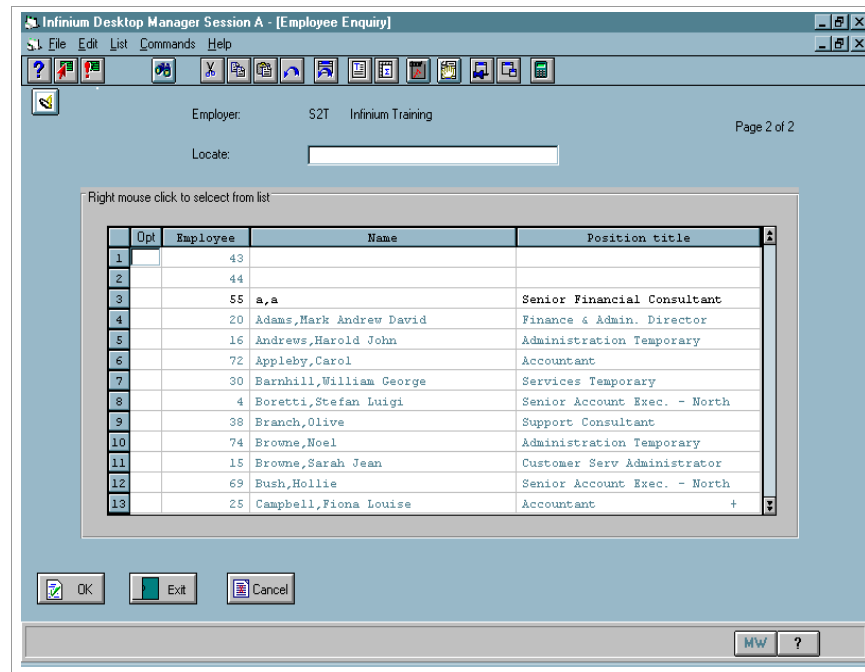 Infinium Desktop Manager Session A - [Employee Enquiry]
File Edit List Commands Help
Employer: S2T Infinium Training
Page 2 of 2
Locate:
Right mouse click to selcect from list
Opt Employee Name Position title
1 43
2 44
3 55 a,a Senior Financial Consultant
4 20 Adams,Mark Andrew David Finance & Admin. Director
5 16 Andrews,Harold John Administration Temporary
6 72 Appleby,Carol Accountant
7 30 Barnhill,William George Services Temporary
8 4 Boretti,Stefan Luigi Senior Account Exec. - North
9 38 Branch,Olive Support Consultant
10 74 Browne,Noel Administration Temporary
11 15 Browne,Sarah Jean Customer Serv Administrator
12 69 Bush,Hollie Senior Account Exec. - North
13 25 Campbell,Fiona Louise Accountant +
OK Exit Cancel
MW ?